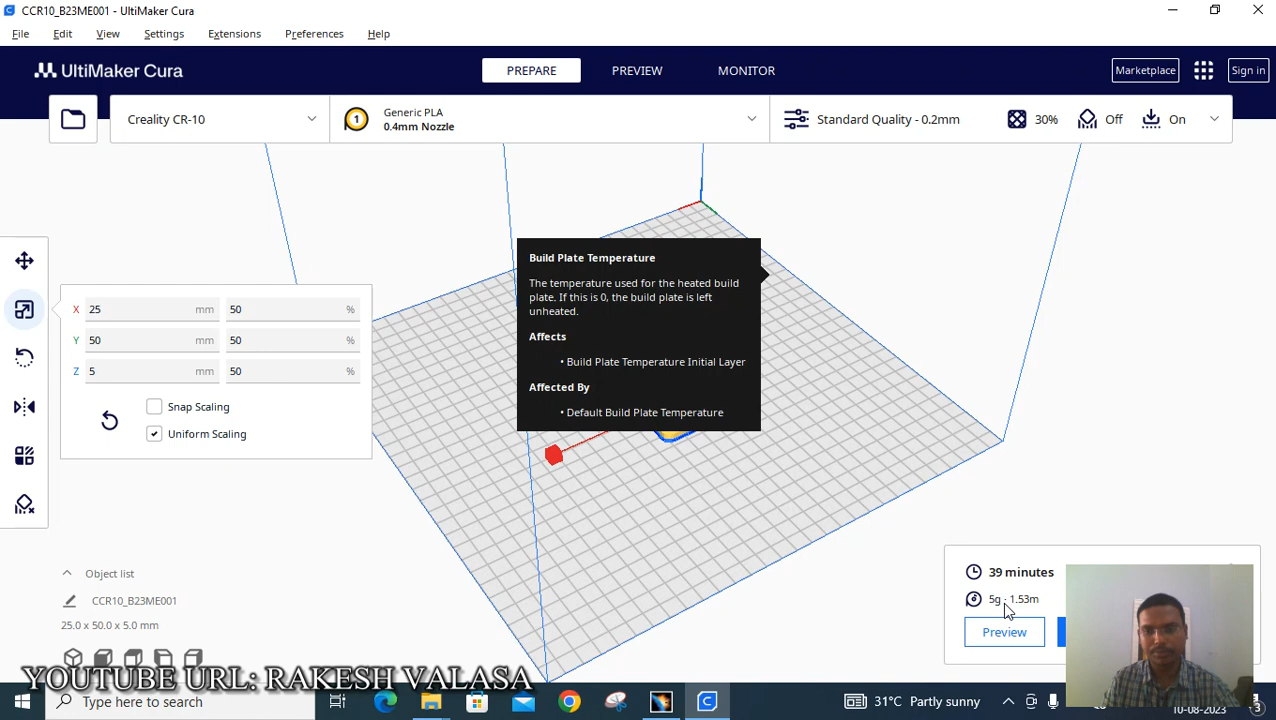 CCR10_B23ME001 - UltiMaker Cura
File Edit View Settings Extensions Preferences Help
UltiMaker Cura
PREPARE PREVIEW MONITOR
Marketplace Sign in
Creality CR-10
1 Generic PLA
0.4mm Nozzle
Standard Quality - 0.2mm 30% Off On
Build Plate Temperature
The temperature used for the heated build
plate. If this is 0, the build plate is left
unheated.
Affects
• Build Plate Temperature Initial Layer
Affected By
• Default Build Plate Temperature
X 25 mm 50 %
Y 50 mm 50 %
Z 5 mm 50 %
Snap Scaling
Uniform Scaling
Object list
CCR10_B23ME001
25.0 x 50.0 x 5.0 mm
39 minutes
5g · 1.53m
Preview
YOUTUBE URL: RAKESH VALASA
Type here to search
31°C Partly sunny
10-08-2023
3